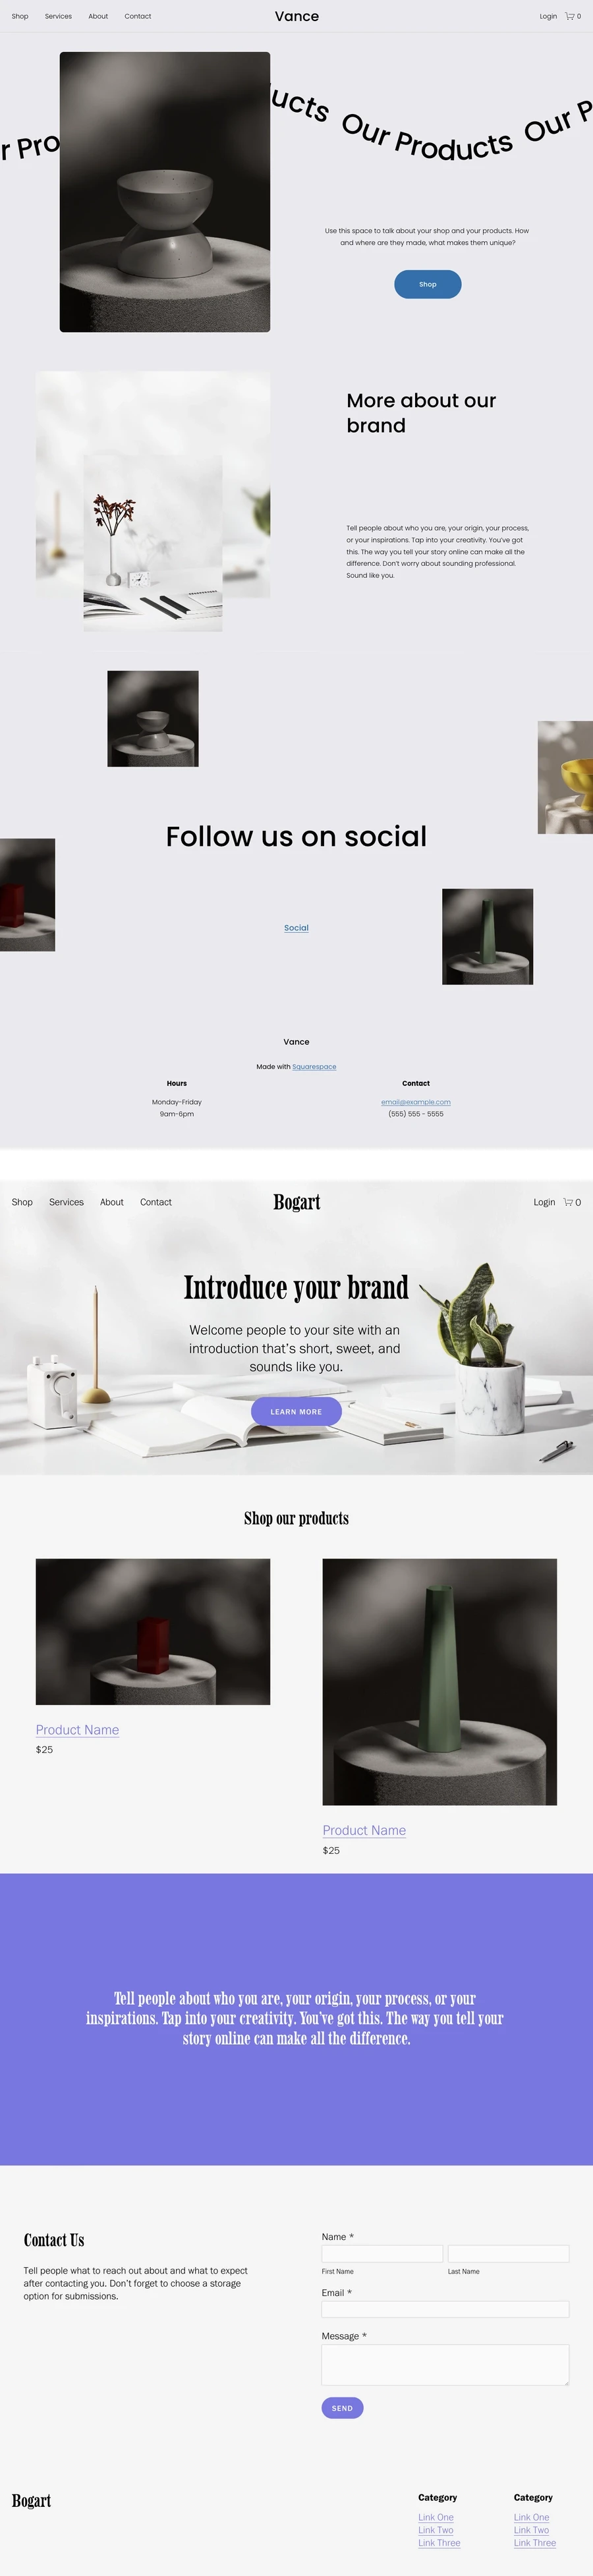 Shop Services About Contact
Vance
Login 0
r Pro
ucts Our Products Our P
Use this space to talk about your shop and your products. How
and where are they made, what makes them unique?
Shop
More about our
brand
Tell people about who you are, your origin, your process,
or your inspirations. Tap into your creativity. You've got
this. The way you tell your story online can make all the
difference. Don't worry about sounding professional.
Sound like you.
Follow us on social
Social
Vance
Made with Squarespace
Hours
Monday-Friday
9am-6pm
Contact
email@example.com
(555) 555 - 5555
Shop Services About Contact
Bogart
Login 0
Introduce your brand
Welcome people to your site with an
introduction that's short, sweet, and
sounds like you.
LEARN MORE
Shop our products
Product Name
$25
Product Name
$25
Tell people about who you are, your origin, your process, or your
inspirations. Tap into your creativity. You've got this. The way you tell your
story online can make all the difference.
Contact Us
Tell people what to reach out about and what to expect
after contacting you. Don't forget to choose a storage
option for submissions.
Name *
First Name Last Name
Email *
Message *
SEND
Bogart
Category
Link One
Link Two
Link Three
Category
Link One
Link Two
Link Three